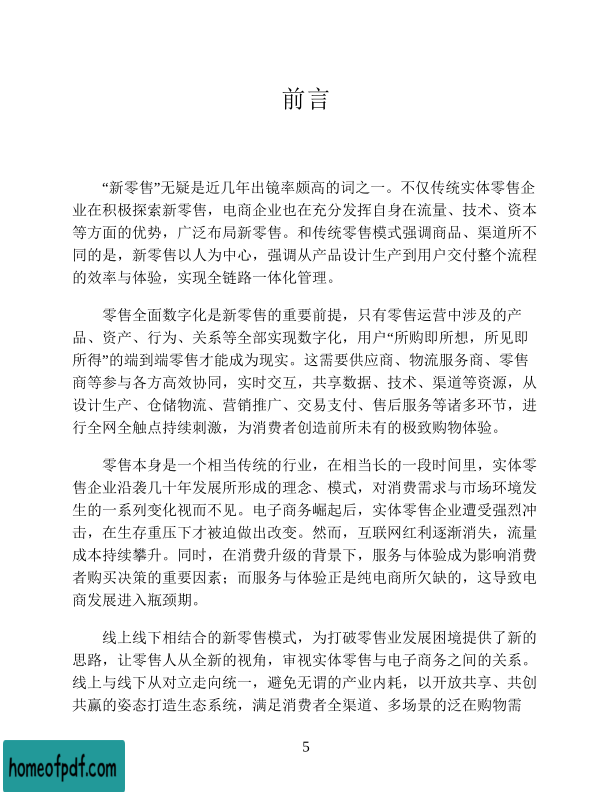 前言
“新零售”无疑是近几年出镜率颇高的词之一。不仅传统实体零售企
业在积极探索新零售，电商企业也在充分发挥自身在流量、技术、资本
等方面的优势，广泛布局新零售。和传统零售模式强调商品、渠道所不
同的是，新零售以人为中心，强调从产品设计生产到用户交付整个流程
的效率与体验，实现全链路一体化管理。
零售全面数字化是新零售的重要前提，只有零售运营中涉及的产
品、资产、行为、关系等全部实现数字化，用户“所购即所想，所见即
所得”的端到端零售才能成为现实。这需要供应商、物流服务商、零售
商等参与各方高效协同，实时交互，共享数据、技术、渠道等资源，从
设计生产、仓储物流、营销推广、交易支付、售后服务等诸多环节，进
行全网全触点持续刺激，为消费者创造前所未有的极致购物体验。
零售本身是一个相当传统的行业，在相当长的一段时间里，实体零
售企业沿袭几十年发展所形成的理念、模式，对消费需求与市场环境发
生的一系列变化视而不见。电子商务崛起后，实体零售企业遭受强烈冲
击，在生存重压下才被迫做出改变。然而，互联网红利逐渐消失，流量
成本持续攀升。同时，在消费升级的背景下，服务与体验成为影响消费
者购买决策的重要因素；而服务与体验正是纯电商所欠缺的，这导致电
商发展进入瓶颈期。
线上线下相结合的新零售模式，为打破零售业发展困境提供了新的
思路，让零售人从全新的视角，审视实体零售与电子商务之间的关系。
线上与线下从对立走向统一，避免无谓的产业内耗，以开放共享、共创
共赢的姿态打造生态系统，满足消费者全渠道、多场景的泛在购物需
5
homeofpdf.com